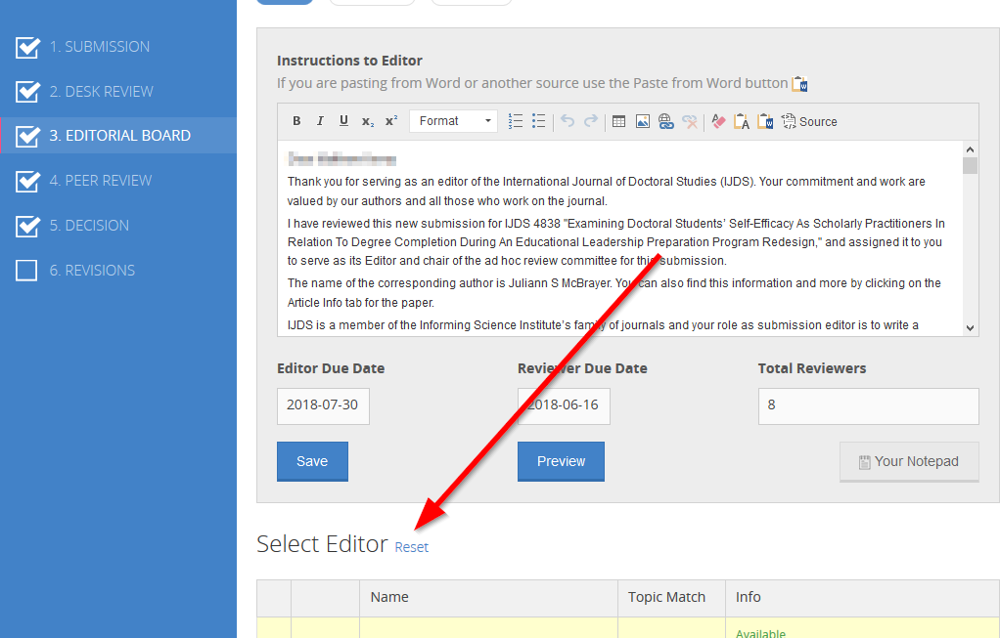 1. SUBMISSION
2. DESK REVIEW
3. EDITORIAL BOARD
4. PEER REVIEW
5. DECISION
6. REVISIONS
Instructions to Editor
If you are pasting from Word or another source use the Paste from Word button
B I U x₂ x² Format Source
Thank you for serving as an editor of the International Journal of Doctoral Studies (IJDS). Your commitment and work are
valued by our authors and all those who work on the journal.
I have reviewed this new submission for IJDS 4838 "Examining Doctoral Students’ Self-Efficacy As Scholarly Practitioners In
Relation To Degree Completion During An Educational Leadership Preparation Program Redesign," and assigned it to you
to serve as its Editor and chair of the ad hoc review committee for this submission.
The name of the corresponding author is Juliann S McBrayer. You can also find this information and more by clicking on the
Article Info tab for the paper.
IJDS is a member of the Informing Science Institute's family of journals and your role as submission editor is to write a
Editor Due Date Reviewer Due Date Total Reviewers
2018-07-30 2018-06-16 8
Save Preview Your Notepad
Select Editor Reset
Name Topic Match Info
Available